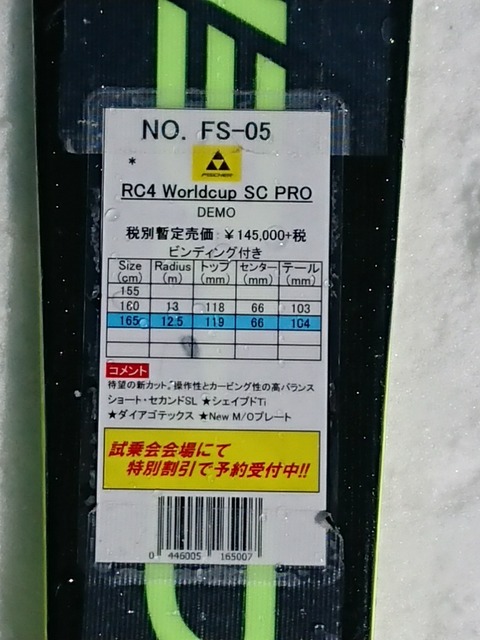 NO. FS-05
*
FISCHER
RC4 Worldcup SC PRO
DEMO
税別暫定売価:￥145,000+税
ビンディング付き
Size (cm) Radius (m) トップ (mm) センター (mm) テール (mm)
155
160 13 118 66 103
165 12.5 119 66 104
コメント
待望の新カット。操作性とカービング性の高バランス
ショート・セカンドSL ★シェイプドTi
★ダイアゴテックス ★New M/Oプレート
試乗会会場にて
特別割引で予約受付中!!
0 446005 165007